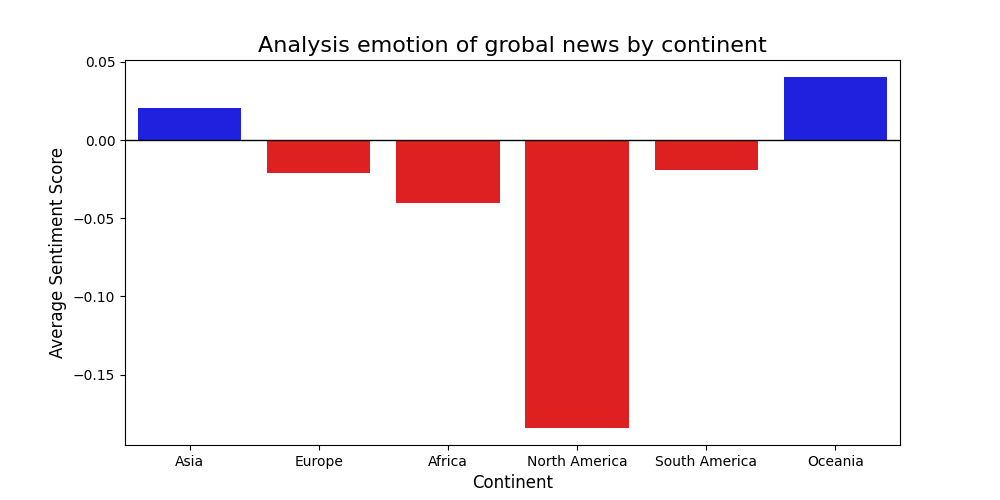 Analysis emotion of grobal news by continent
Average Sentiment Score
0.05
0.00
−0.05
−0.10
−0.15
Asia Europe Africa North America South America Oceania
Continent